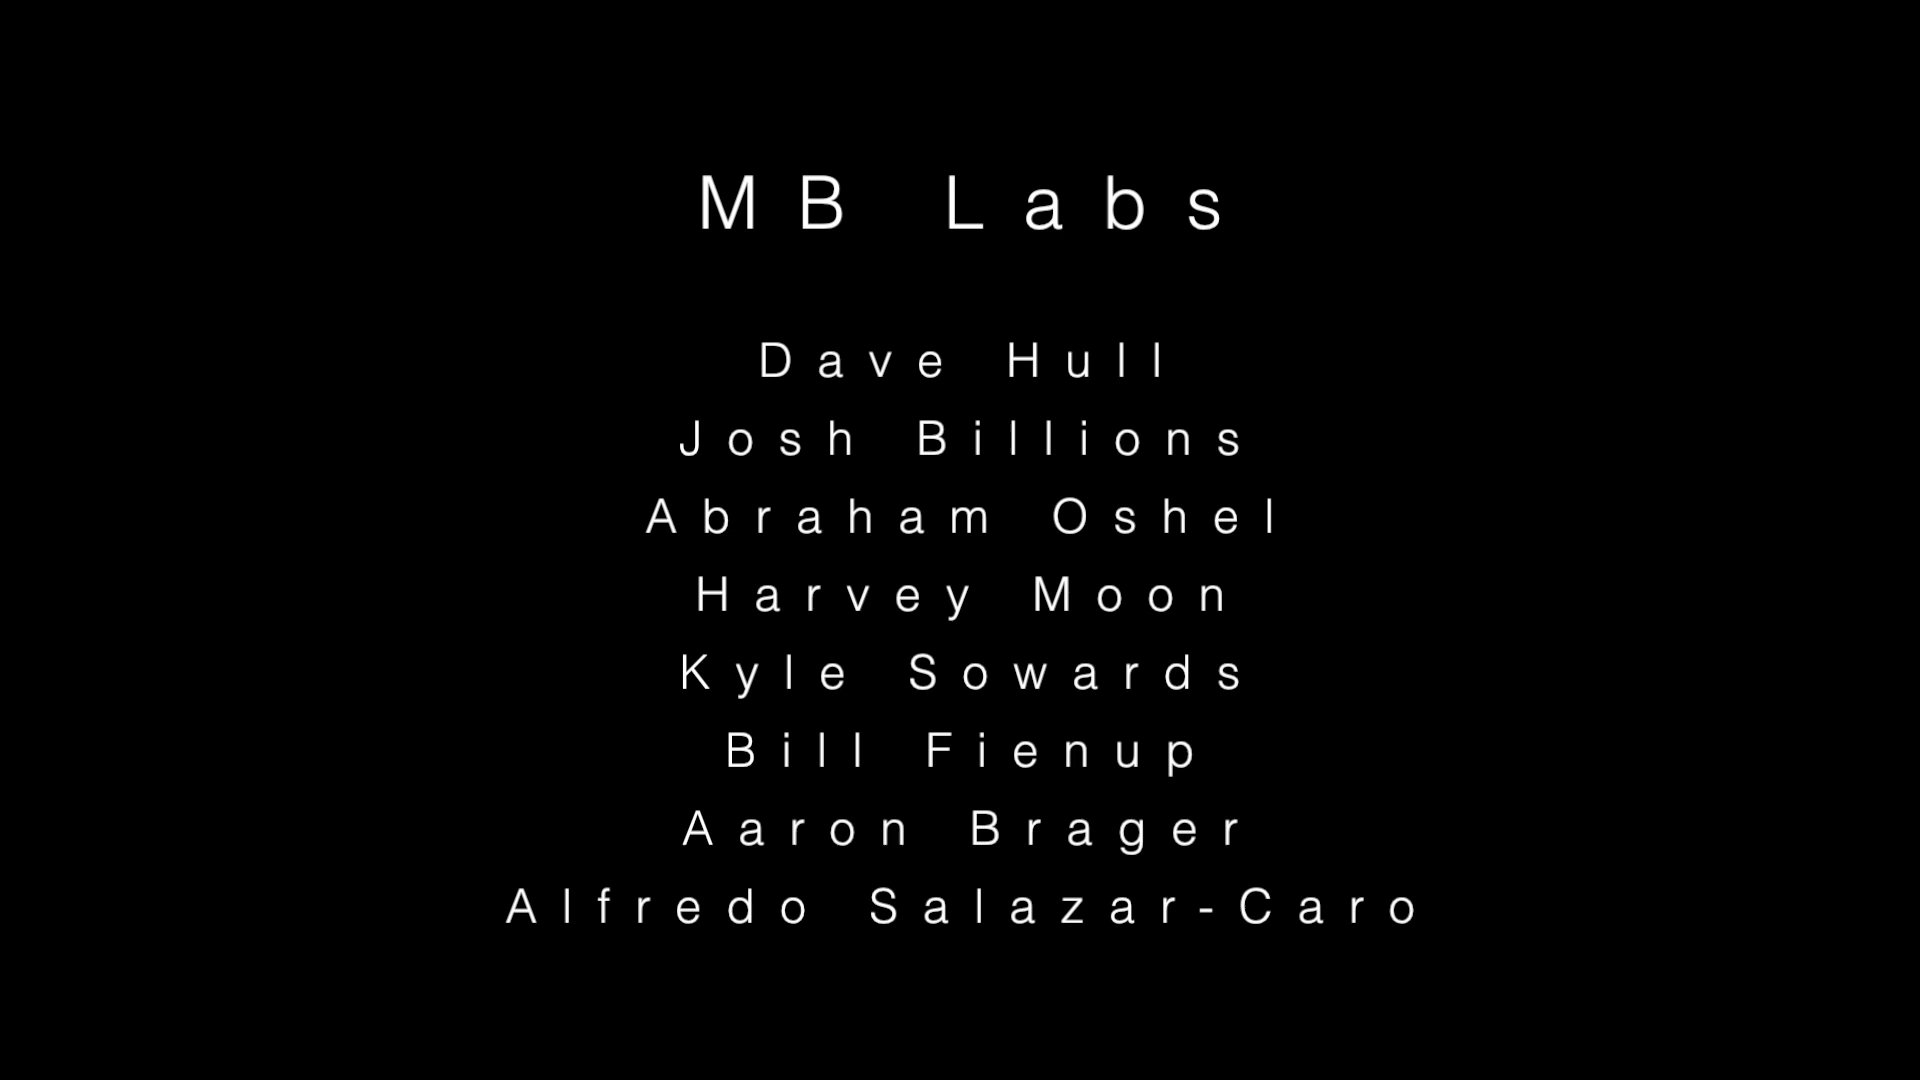 MB Labs
Dave Hull
Josh Billions
Abraham Oshel
Harvey Moon
Kyle Sowards
Bill Fienup
Aaron Brager
Alfredo Salazar-Caro